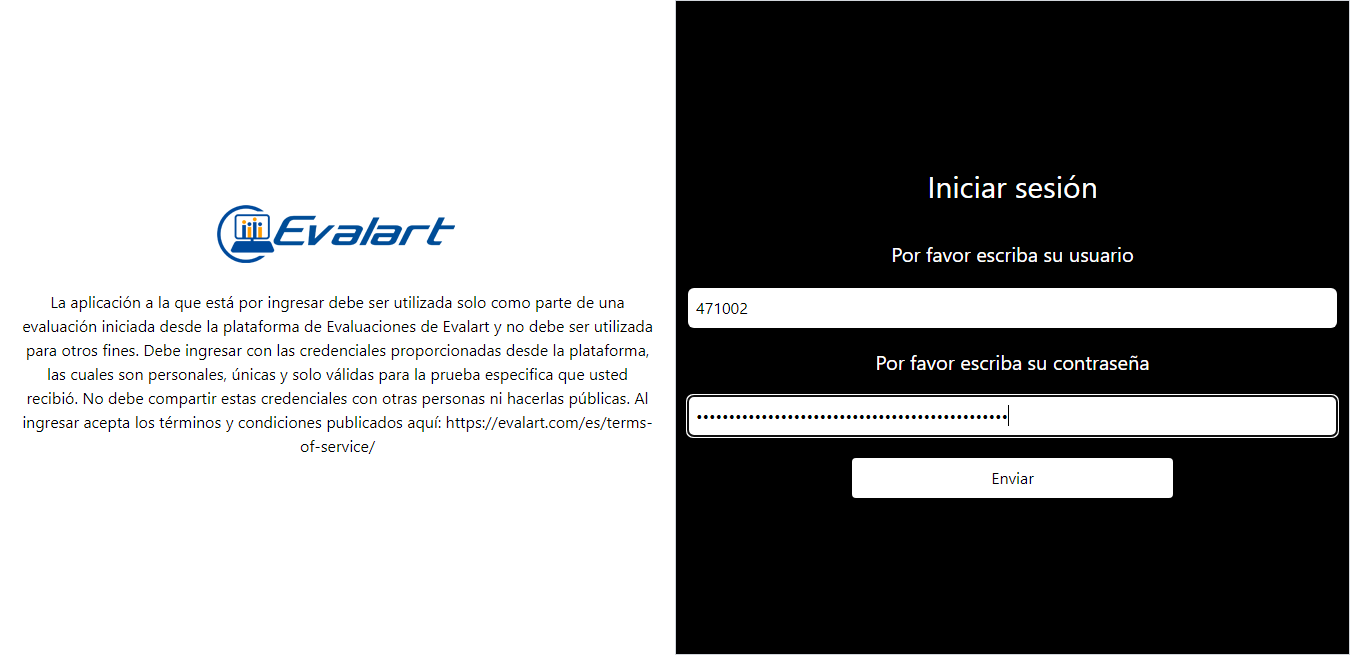 Evalart
La aplicación a la que está por ingresar debe ser utilizada solo como parte de una
evaluación iniciada desde la plataforma de Evaluaciones de Evalart y no debe ser utilizada
para otros fines. Debe ingresar con las credenciales proporcionadas desde la plataforma,
las cuales son personales, únicas y solo válidas para la prueba especifica que usted
recibió. No debe compartir estas credenciales con otras personas ni hacerlas públicas. Al
ingresar acepta los términos y condiciones publicados aquí: https://evalart.com/es/terms-
of-service/
Iniciar sesión
Por favor escriba su usuario
471002
Por favor escriba su contraseña
Enviar